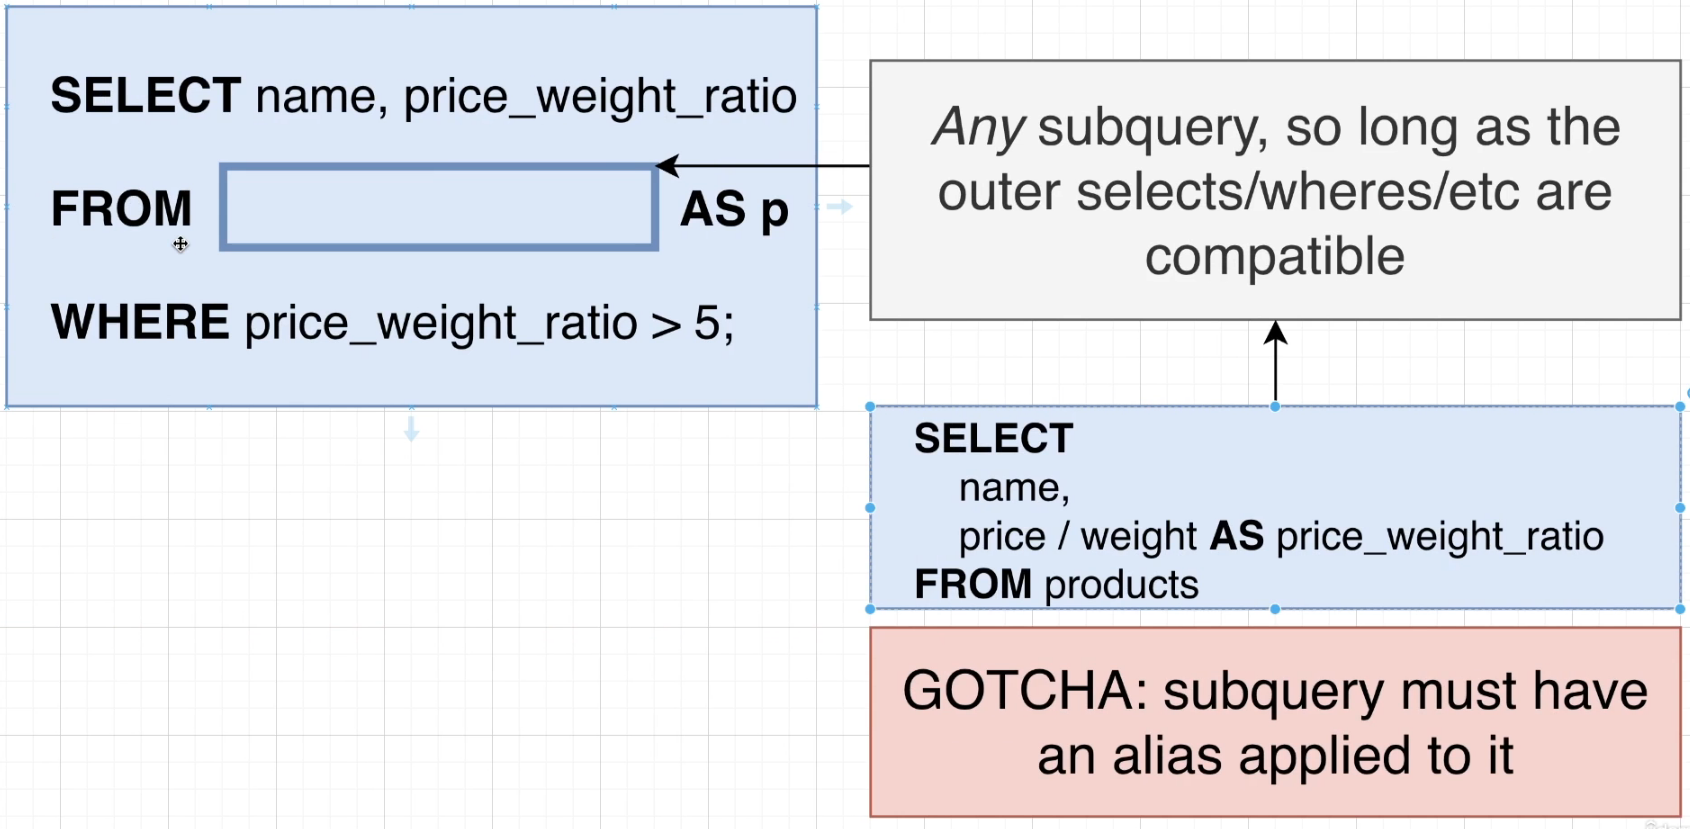 SELECT name, price_weight_ratio
FROM AS p
WHERE price_weight_ratio > 5;
Any subquery, so long as the
outer selects/wheres/etc are
compatible
SELECT
name,
price / weight AS price_weight_ratio
FROM products
GOTCHA: subquery must have
an alias applied to it